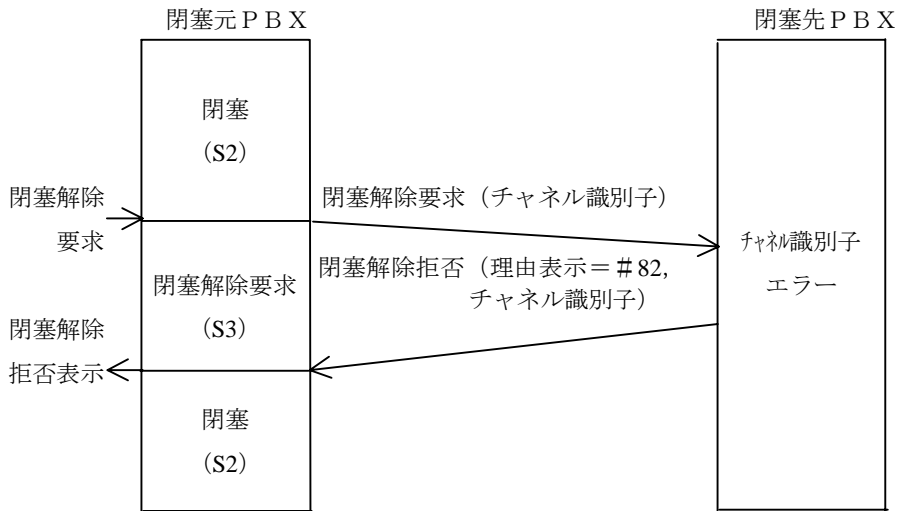 閉塞元ＰＢＸ
閉塞先ＰＢＸ
閉塞
（S2）
閉塞解除
要求
閉塞解除要求（チャネル識別子）
閉塞解除要求
（S3）
閉塞解除拒否（理由表示＝＃82，
チャネル識別子）
ﾁｬﾈﾙ識別子
エラー
閉塞解除
拒否表示
閉塞
（S2）